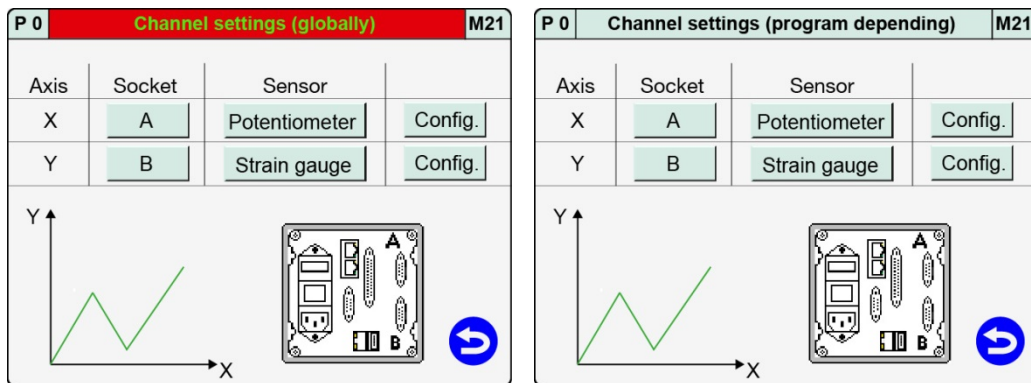 P 0 Channel settings (globally) M21
Axis Socket Sensor
X A Potentiometer Config.
Y B Strain gauge Config.
Y
A
B
X
P 0 Channel settings (program depending) M21
Axis Socket Sensor
X A Potentiometer Config.
Y B Strain gauge Config.
Y
A
B
X